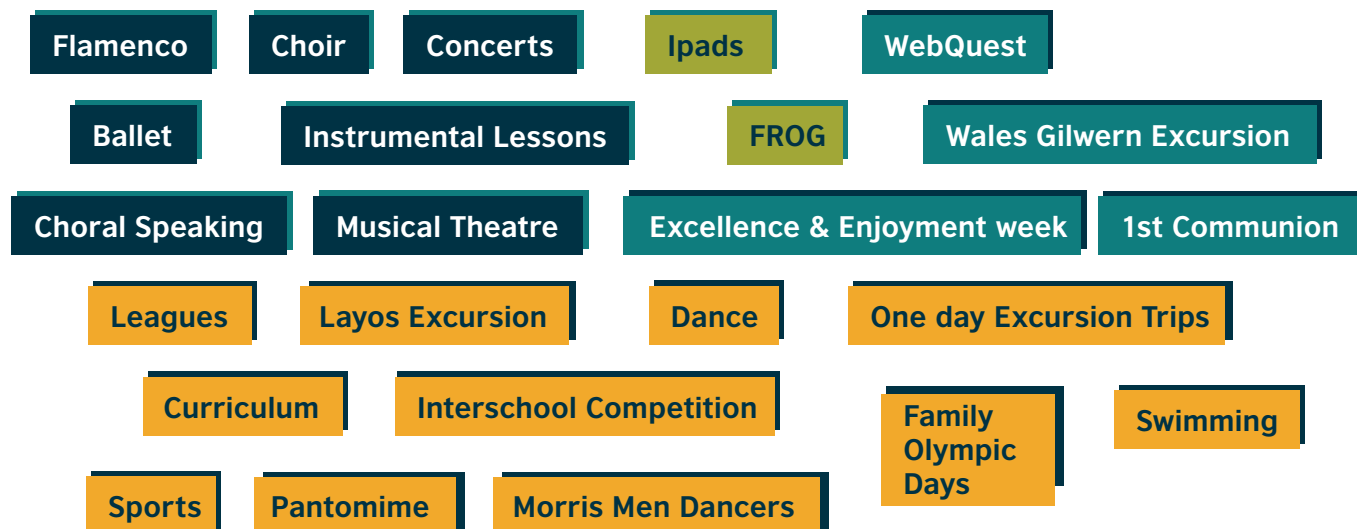 Flamenco
Choir
Concerts
Ipads
WebQuest
Ballet
Instrumental Lessons
FROG
Wales Gilwern Excursion
Choral Speaking
Musical Theatre
Excellence & Enjoyment week
1st Communion
Leagues
Layos Excursion
Dance
One day Excursion Trips
Curriculum
Interschool Competition
Family
Olympic
Days
Swimming
Sports
Pantomime
Morris Men Dancers